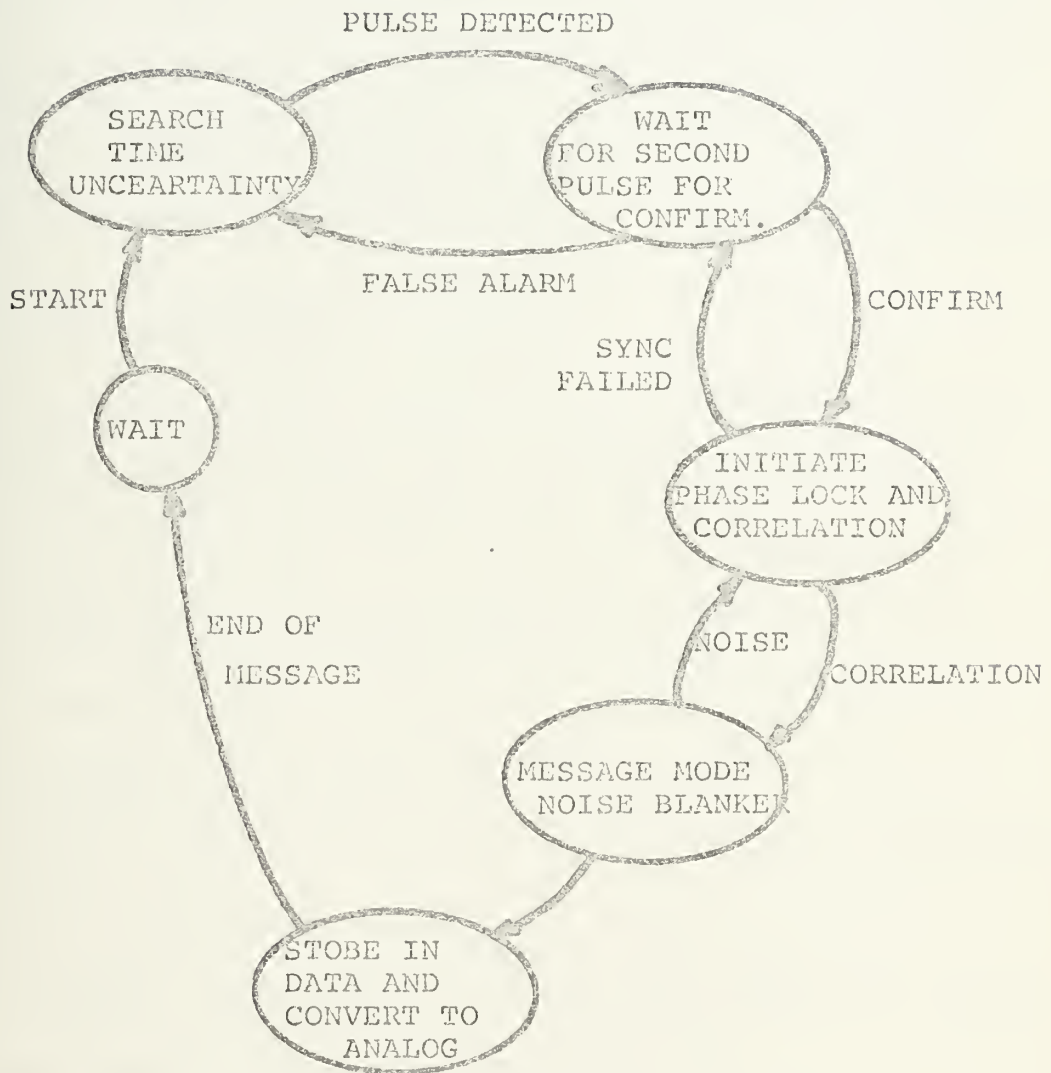 PULSE DETECTED
SEARCH
TIME
UNCEARTAINTY
WAIT
FOR SECOND
PULSE FOR
CONFIRM.
START
FALSE ALARM
CONFIRM
SYNC
FAILED
WAIT
INITIATE
PHASE LOCK AND
CORRELATION
END OF
MESSAGE
NOISE
CORRELATION
MESSAGE MODE
NOISE BLANKER
STOBE IN
DATA AND
CONVERT TO
ANALOG